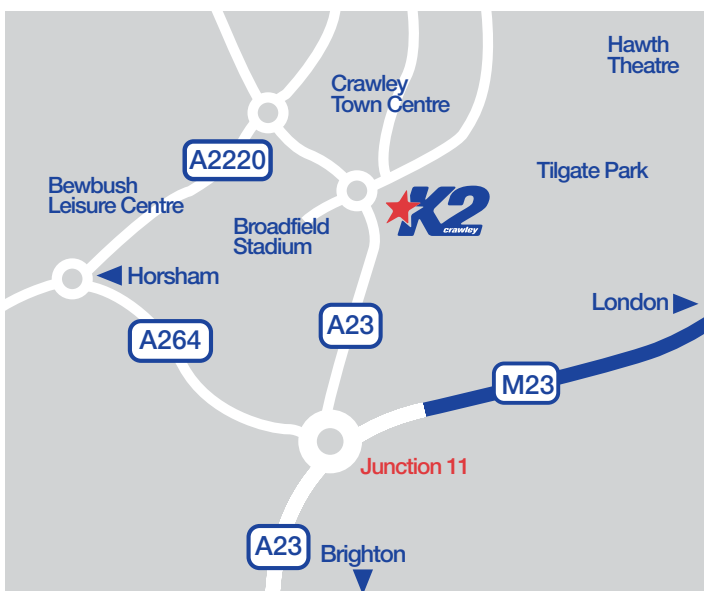 Hawth
Theatre
Crawley
Town Centre
A2220
Tilgate Park
Bewbush
Leisure Centre
K2
crawley
Broadfield
Stadium
Horsham
London
A264
A23
M23
Junction 11
A23
Brighton